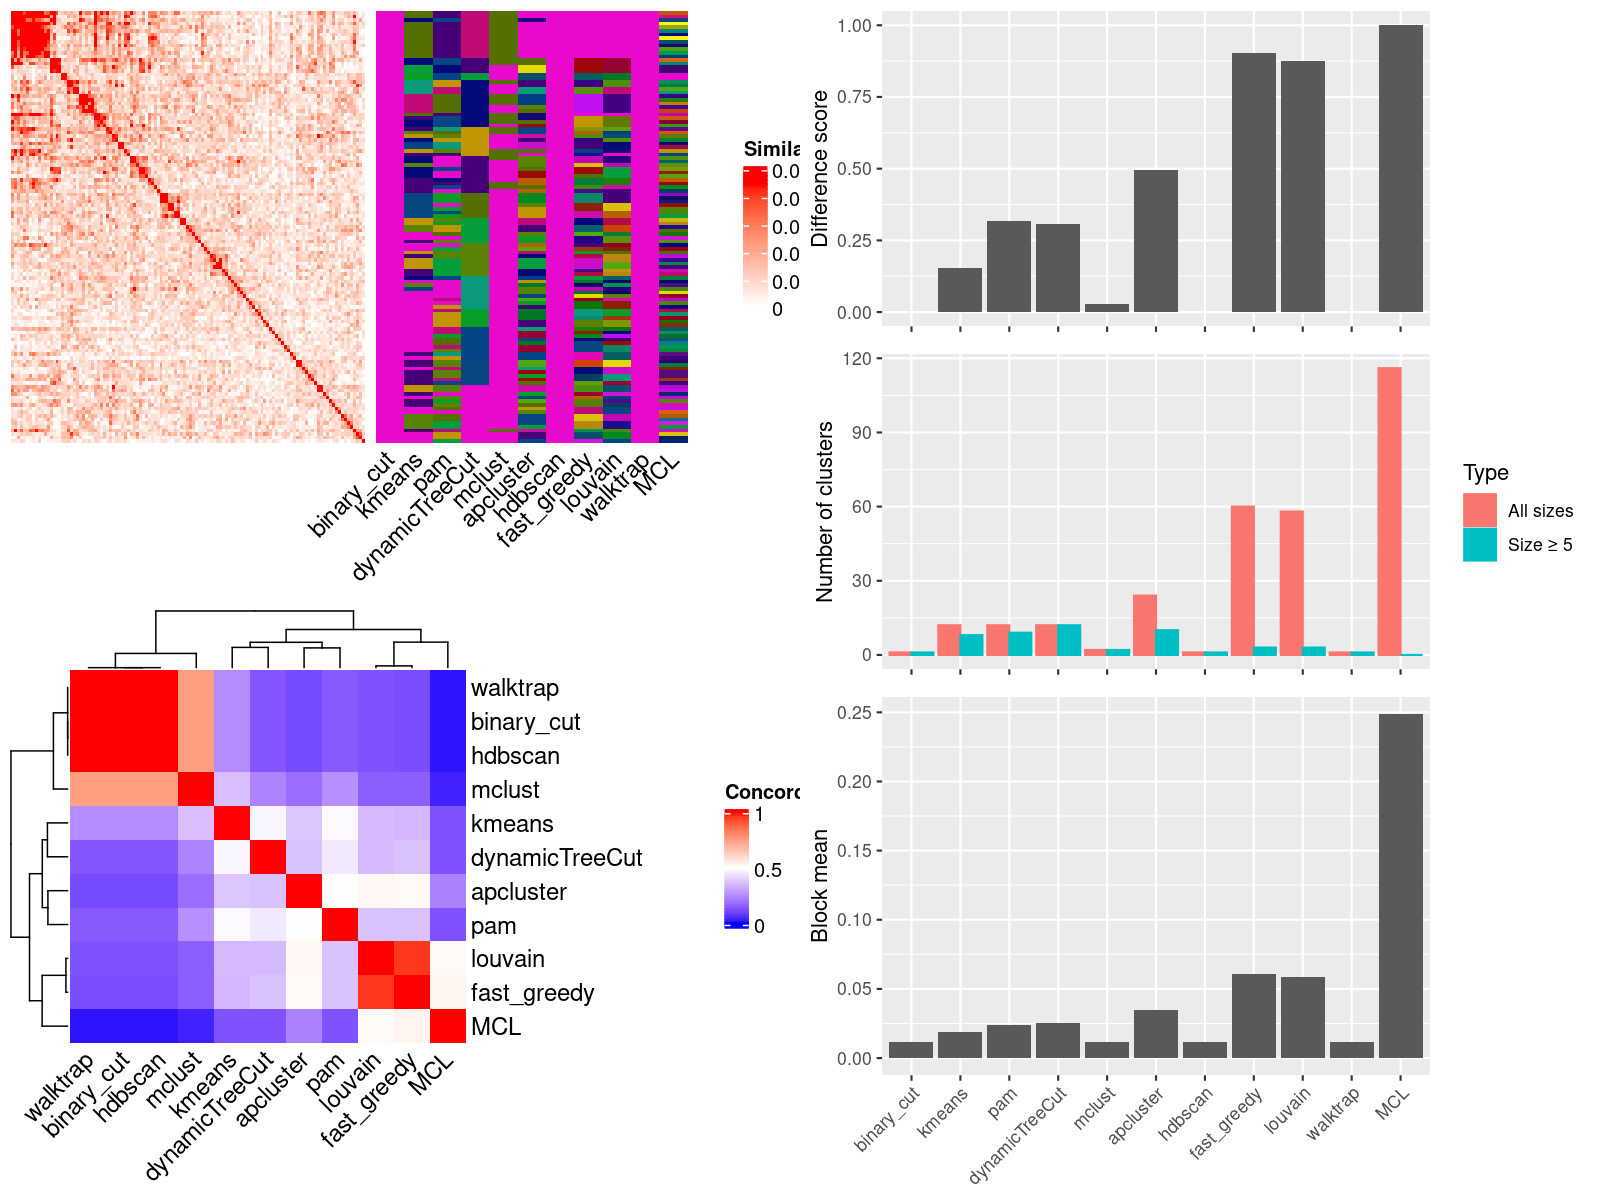 Simila
0.0
0.0
0.0
0.0
0.0
0
binary_cut
kmeans
pam
dynamicTreeCut
mclust
apcluster
hdbscan
fast_greedy
louvain
walktrap
MCL
walktrap
binary_cut
hdbscan
mclust
kmeans
dynamicTreeCut
apcluster
pam
louvain
fast_greedy
MCL
walktrap
binary_cut
hdbscan
mclust
kmeans
dynamicTreeCut
apcluster
pam
louvain
fast_greedy
MCL
Concord
1
0.5
0
Difference score
1.00
0.75
0.50
0.25
0.00
Number of clusters
120
90
60
30
0
Type
All sizes
Size ≥ 5
Block mean
0.25
0.20
0.15
0.10
0.05
0.00
binary_cut
kmeans
pam
dynamicTreeCut
mclust
apcluster
hdbscan
fast_greedy
louvain
walktrap
MCL